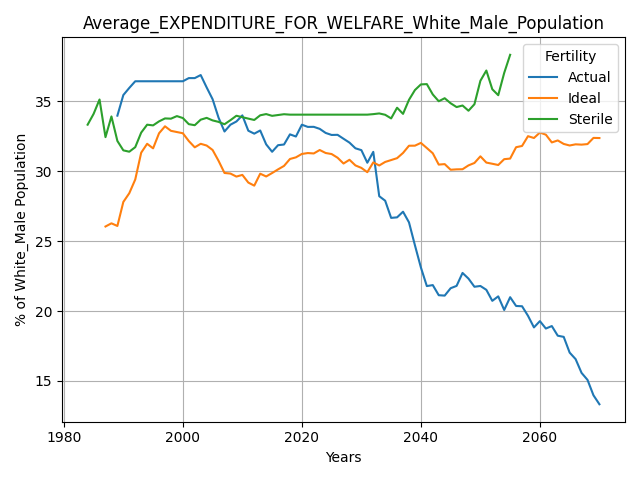 Average_EXPENDITURE_FOR_WELFARE_White_Male_Population
% of White_Male Population
35
30
25
20
15
1980
2000
2020
2040
2060
Years
Fertility
Actual
Ideal
Sterile